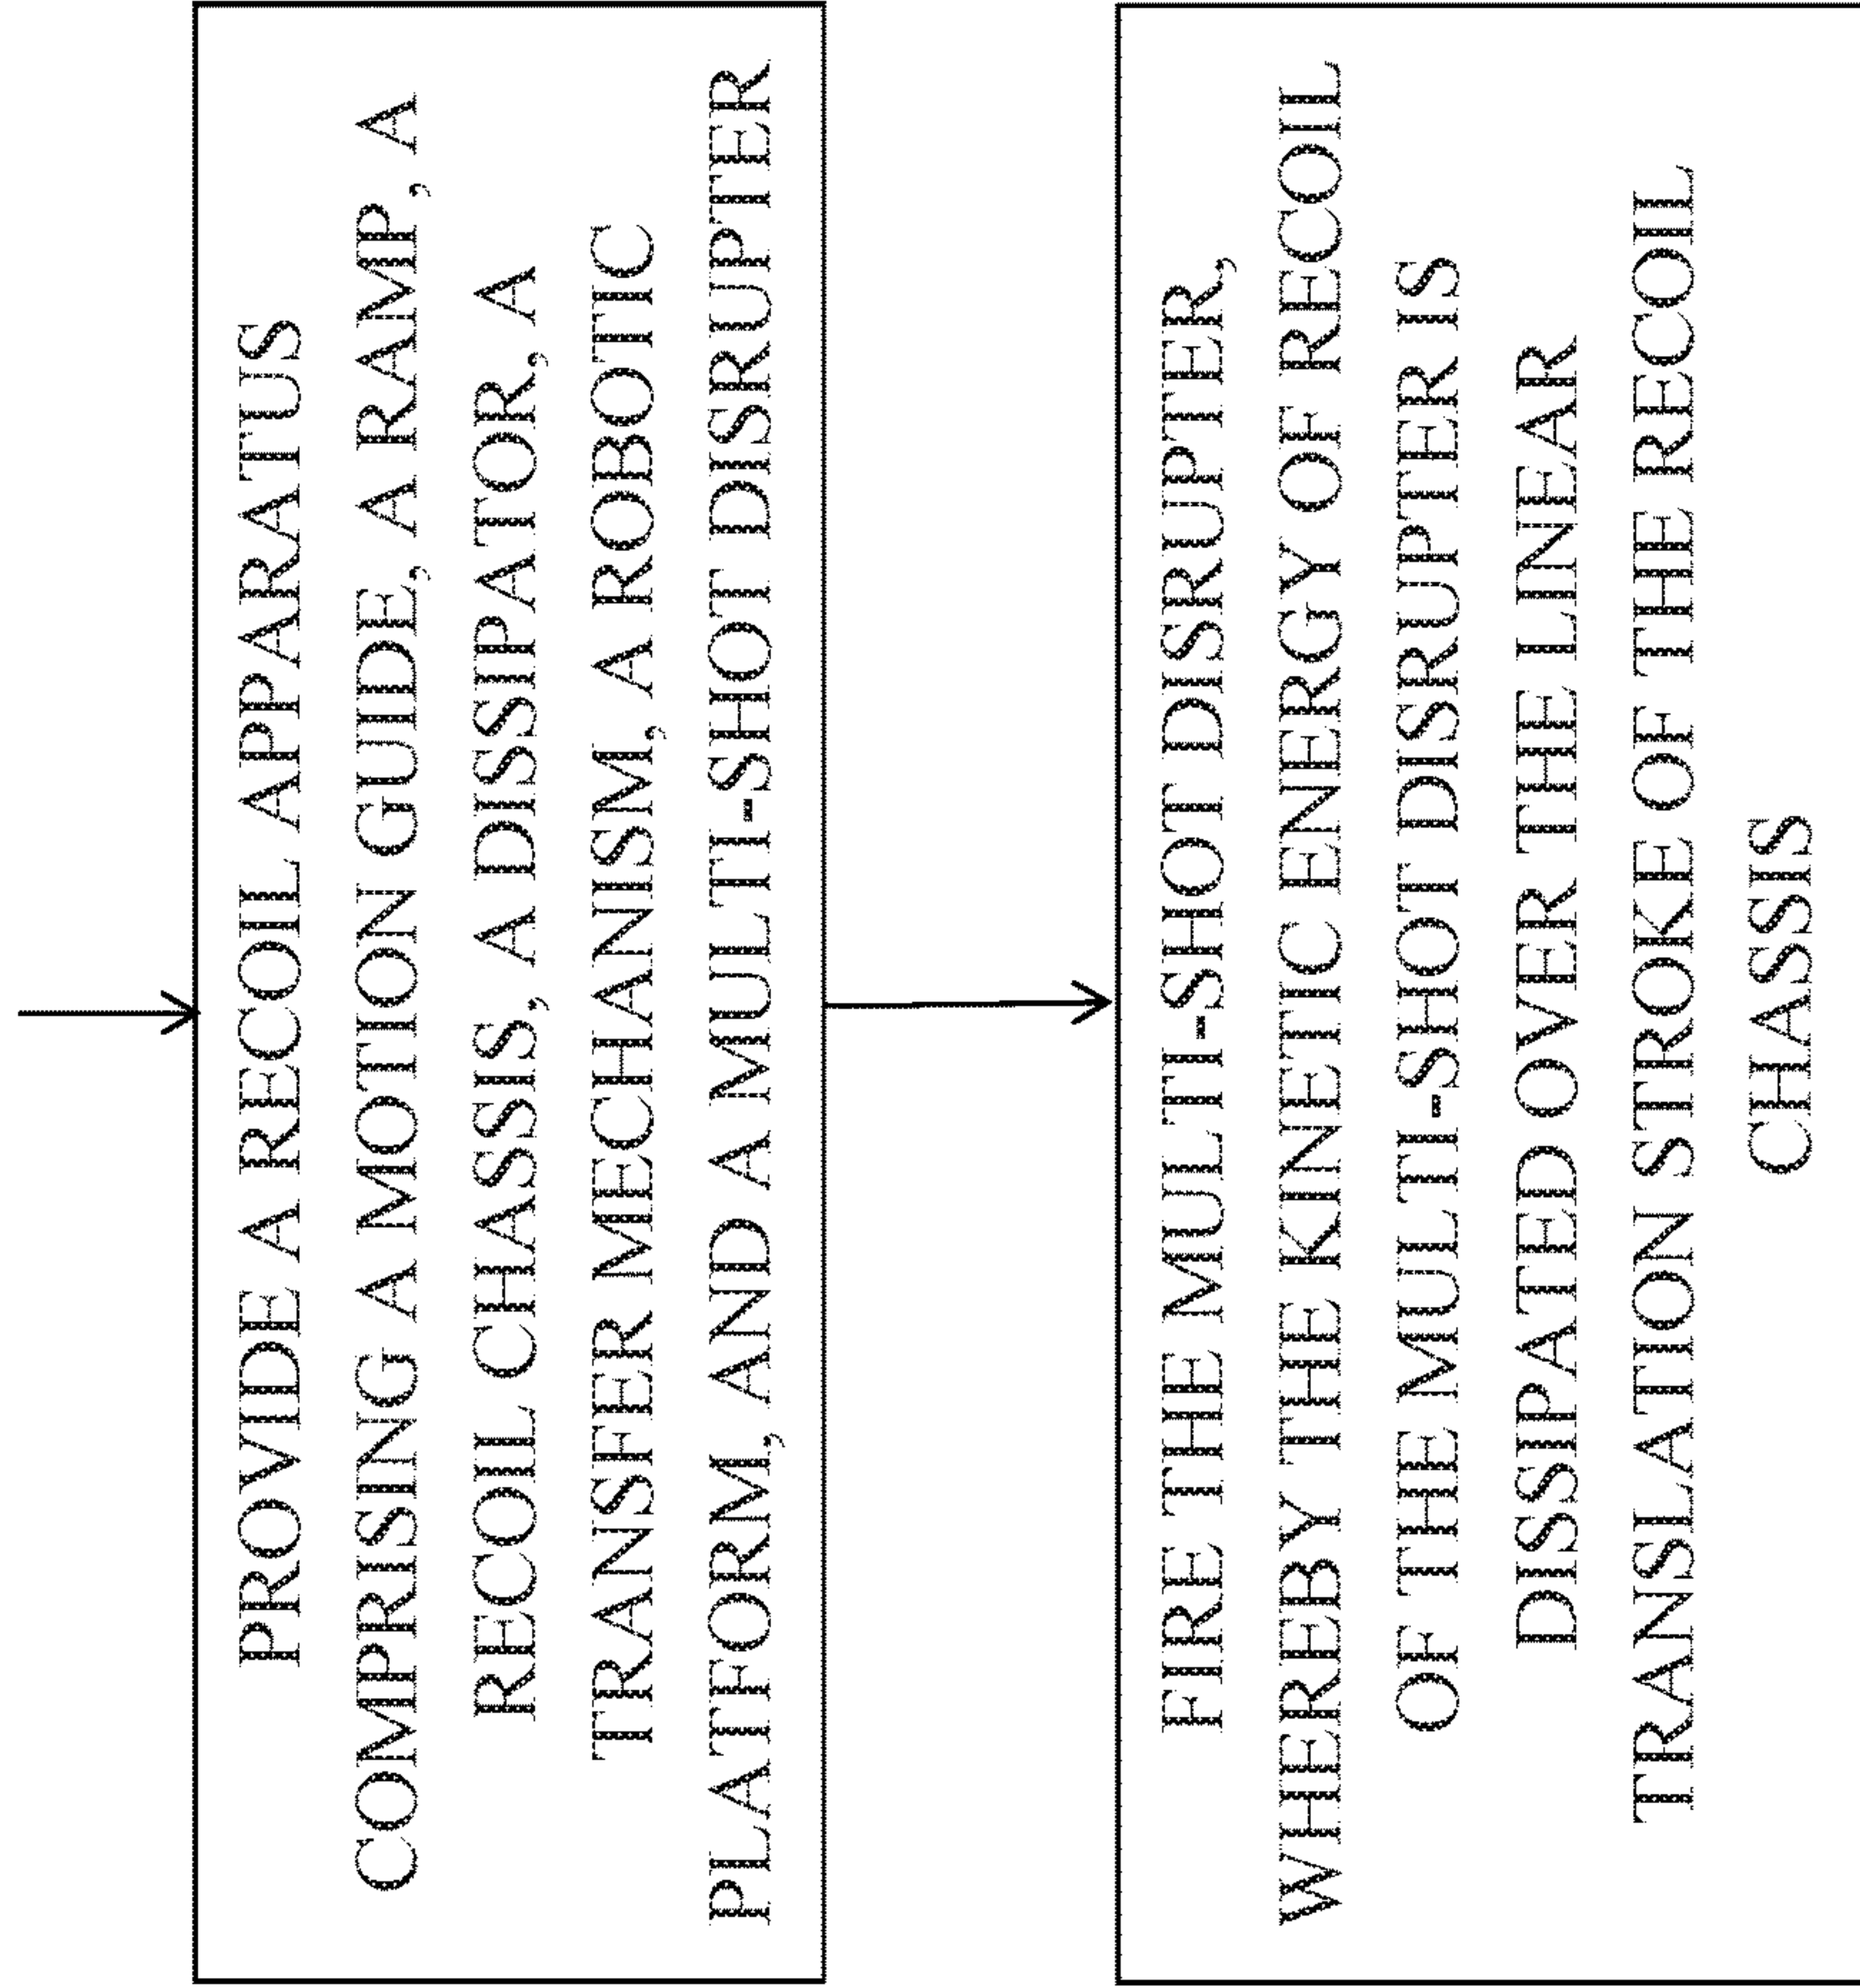 PROVIDE A RECOIL APPARATUS
COMPRISING A MOTION GUIDE, A RAMP, A
RECOIL CHASSIS, A DISSIPATOR, A
TRANSFER MECHANISM, A ROBOTIC
PLATFORM, AND A MULTI-SHOT DISRUPTER
FIRE THE MULTI-SHOT DISRUPTER,
WHEREBY THE KINETIC ENERGY OF RECOIL
OF THE MULTI-SHOT DISRUPTER IS
DISSIPATED OVER THE LINEAR
TRANSLATION STROKE OF THE RECOIL
CHASSIS